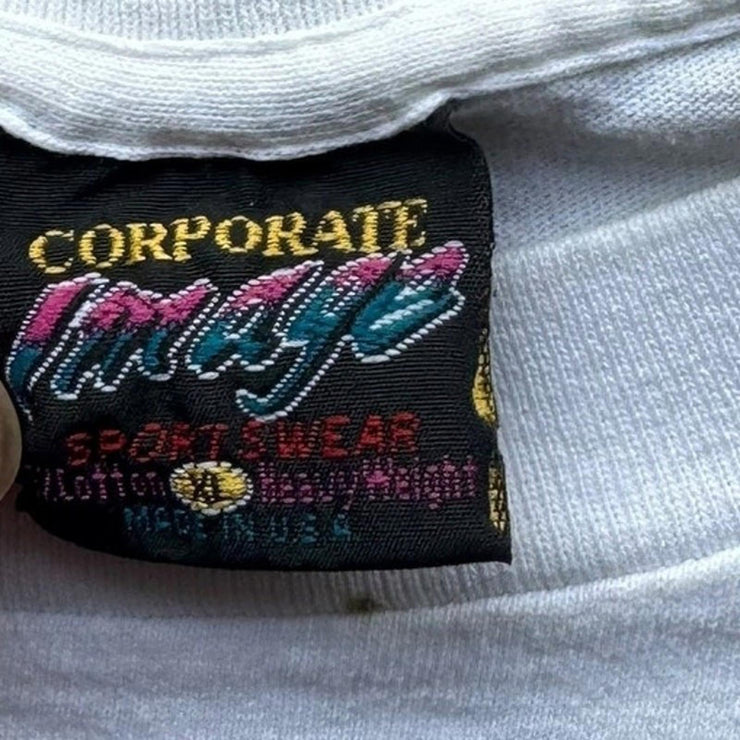 CORPORATE
Image
SPORTSWEAR
Cotton XL Heavy Weight
MADE IN U.S.A.